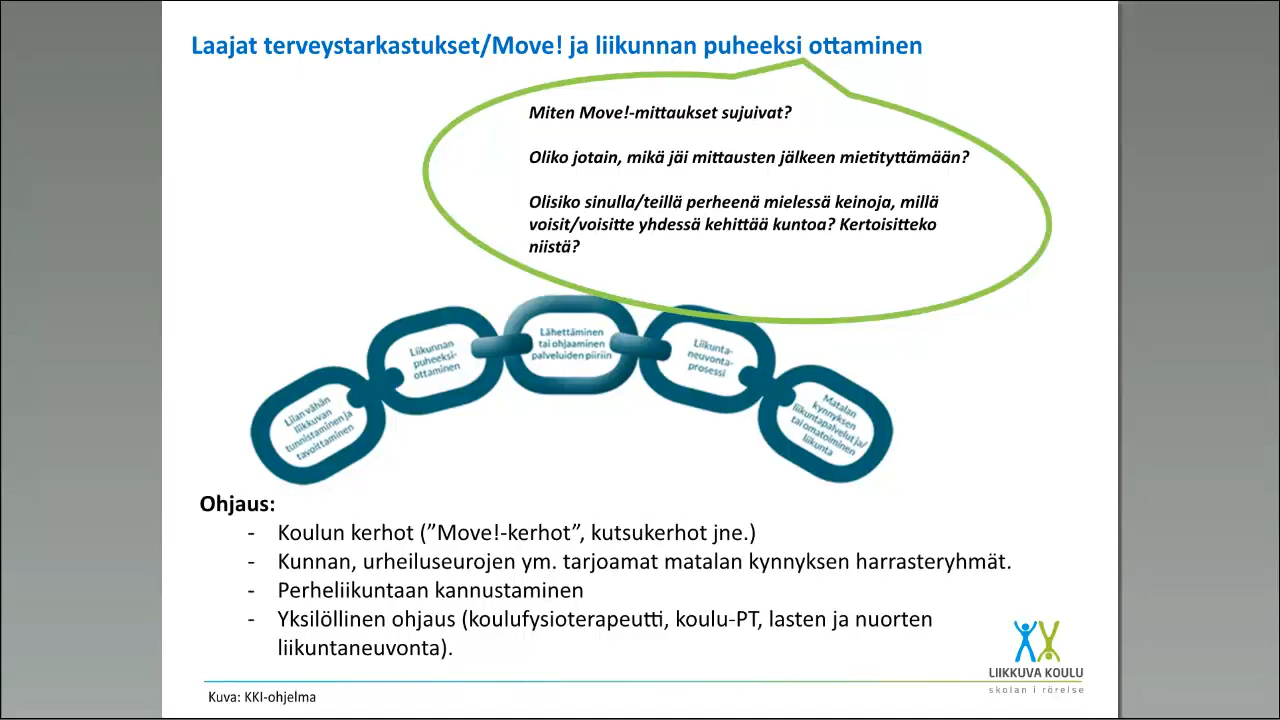 Laajat terveystarkastukset/Move! ja liikunnan puheeksi ottaminen
Miten Move!-mittaukset sujuivat?
Oliko jotain, mikä jäi mittausten jälkeen mietityttämään?
Olisiko sinulla/teillä perheenä mielessä keinoja, millä
voisit/voisitte yhdessä kehittää kuntoa? Kertoisitteko
niistä?
Liian vähän
liikkuvan
tunnistaminen ja
tavoittaminen
Liikunnan
puheeksi-
ottaminen
Lähettäminen
tai ohjaaminen
palveluiden piiriin
Liikunta-
neuvonta-
prosessi
Matalan
kynnyksen
liikuntapalvelut ja/
tai omatoiminen
liikunta
Ohjaus:
- Koulun kerhot (”Move!-kerhot”, kutsukerhot jne.)
- Kunnan, urheiluseurojen ym. tarjoamat matalan kynnyksen harrasteryhmät.
- Perheliikuntaan kannustaminen
- Yksilöllinen ohjaus (koulufysioterapeutti, koulu-PT, lasten ja nuorten
liikuntaneuvonta).
LIIKKUVA KOULU
skolan i rörelse
Kuva: KKI-ohjelma